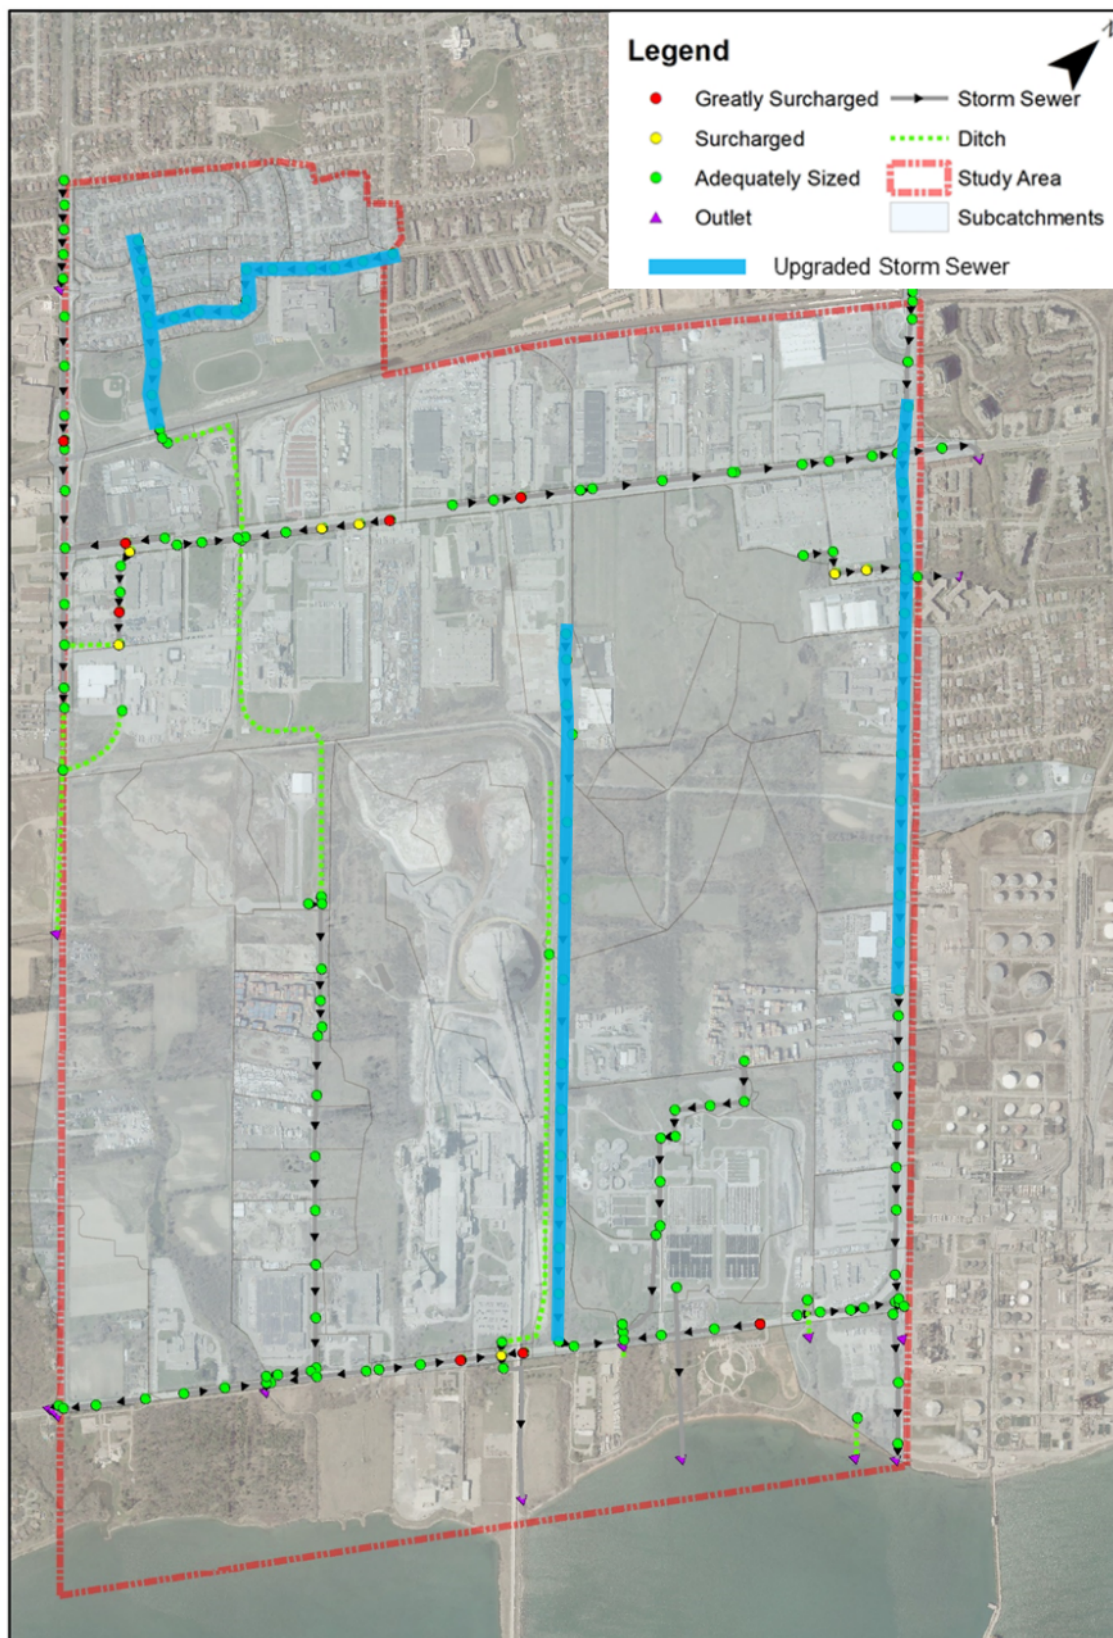 Legend
Greatly Surcharged
Storm Sewer
Surcharged
Ditch
Adequately Sized
Study Area
Outlet
Subcatchments
Upgraded Storm Sewer